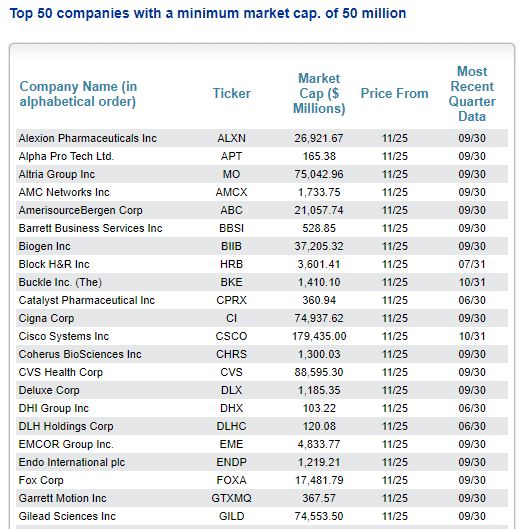 Top 50 companies with a minimum market cap. of 50 million
Company Name (in alphabetical order) Ticker Market Cap ($ Millions) Price From Most Recent Quarter Data
Alexion Pharmaceuticals Inc ALXN 26,921.67 11/25 09/30
Alpha Pro Tech Ltd. APT 165.38 11/25 09/30
Altria Group Inc MO 75,042.96 11/25 09/30
AMC Networks Inc AMCX 1,733.75 11/25 09/30
AmerisourceBergen Corp ABC 21,057.74 11/25 09/30
Barrett Business Services Inc BBSI 528.85 11/25 09/30
Biogen Inc BIIB 37,205.32 11/25 09/30
Block H&R Inc HRB 3,601.41 11/25 07/31
Buckle Inc. (The) BKE 1,410.10 11/25 10/31
Catalyst Pharmaceutical Inc CPRX 360.94 11/25 06/30
Cigna Corp CI 74,937.62 11/25 09/30
Cisco Systems Inc CSCO 179,435.00 11/25 10/31
Coherus BioSciences Inc CHRS 1,300.03 11/25 09/30
CVS Health Corp CVS 88,595.30 11/25 09/30
Deluxe Corp DLX 1,185.35 11/25 09/30
DHI Group Inc DHX 103.22 11/25 06/30
DLH Holdings Corp DLHC 120.08 11/25 06/30
EMCOR Group Inc. EME 4,833.77 11/25 09/30
Endo International plc ENDP 1,219.21 11/25 09/30
Fox Corp FOXA 17,481.79 11/25 09/30
Garrett Motion Inc GTXMQ 367.57 11/25 09/30
Gilead Sciences Inc GILD 74,553.50 11/25 09/30